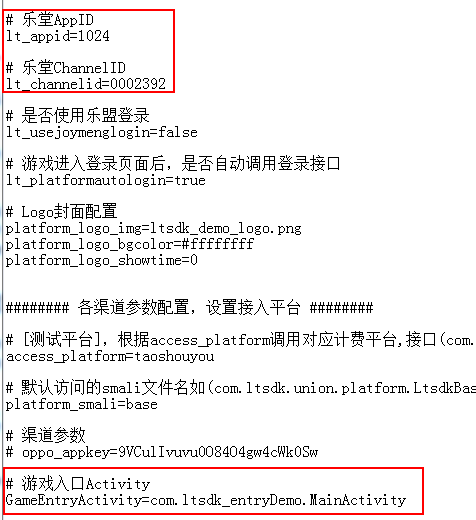 # 乐堂AppID
lt_appid=1024
# 乐堂ChannelID
lt_channelid=0002392
# 是否使用乐盟登录
lt_usejoymenglogin=false
# 游戏进入登录页面后，是否自动调用登录接口
lt_platformautologin=true
# Logo封面配置
platform_logo_img=ltsdk_demo_logo.png
platform_logo_bgcolor=#ffffffff
platform_logo_showtime=0
######## 各渠道参数配置，设置接入平台 ########
# [测试平台]，根据access_platform调用对应计费平台,接口(com.
access_platform=taoshouyou
# 默认访问的smali文件名如(com.ltsdk.union.platform.LtsdkBas
platform_smali=base
# 渠道参数
# oppo_appkey=9VCulIvuvu0O84O4gw4cWk0Sw
# 游戏入口Activity
GameEntryActivity=com.ltsdk_entryDemo.MainActivity